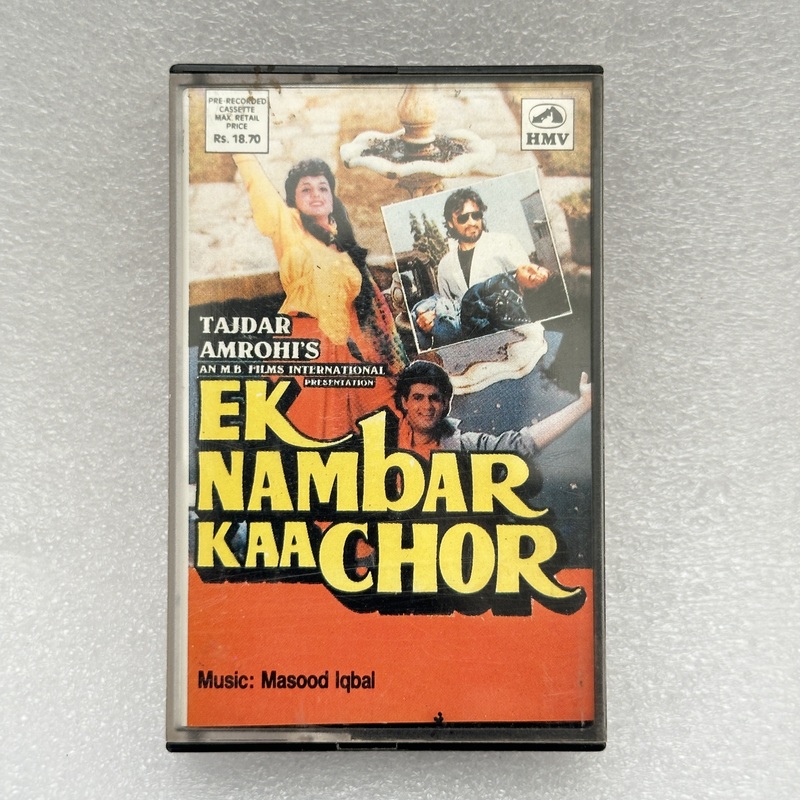 PRE-RECORDED
CASSETTE
MAX. RETAIL
PRICE
Rs. 18.70
HMV
TAJDAR
AMROHI'S
AN M.B. FILMS INTERNATIONAL
PRESENTATION
EK
NAMbAR
KAA CHOR
Music: Masood Iqbal